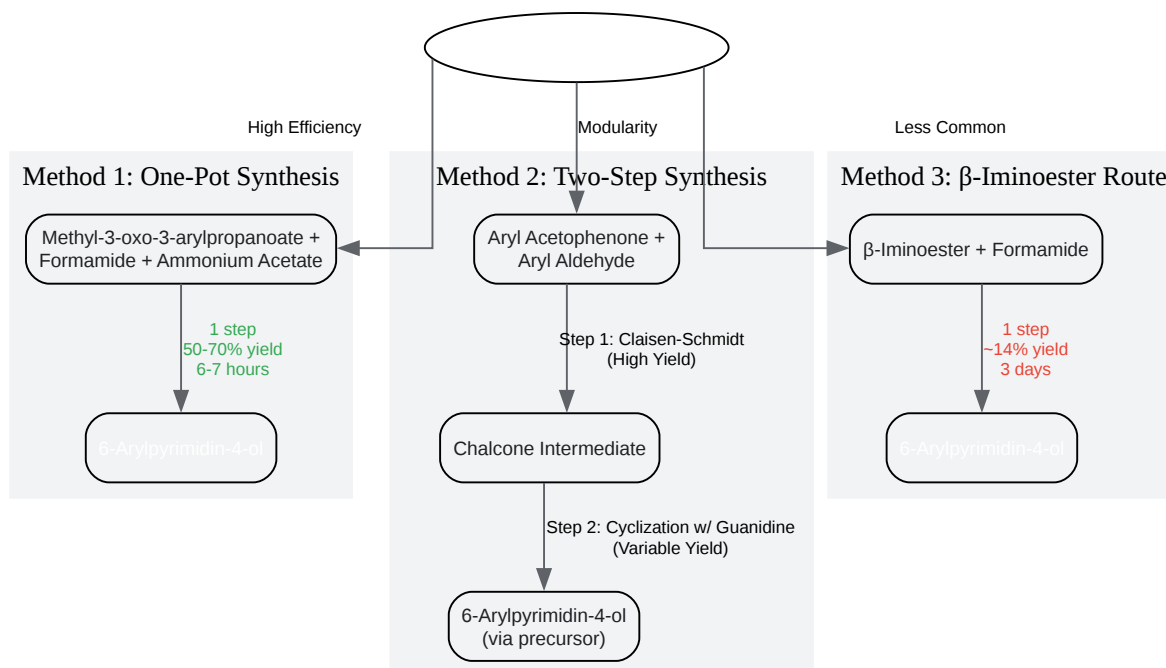 High Efficiency
Modularity
Less Common
Method 1: One-Pot Synthesis
Method 2: Two-Step Synthesis
Method 3: β-Iminoester Route
Methyl-3-oxo-3-arylpropanoate +
Formamide + Ammonium Acetate
Aryl Acetophenone +
Aryl Aldehyde
β-Iminoester + Formamide
1 step
50-70% yield
6-7 hours
Step 1: Claisen-Schmidt
(High Yield)
1 step
~14% yield
3 days
6-Arylpyrimidin-4-ol
Chalcone Intermediate
6-Arylpyrimidin-4-ol
Step 2: Cyclization w/ Guanidine
(Variable Yield)
6-Arylpyrimidin-4-ol
(via precursor)